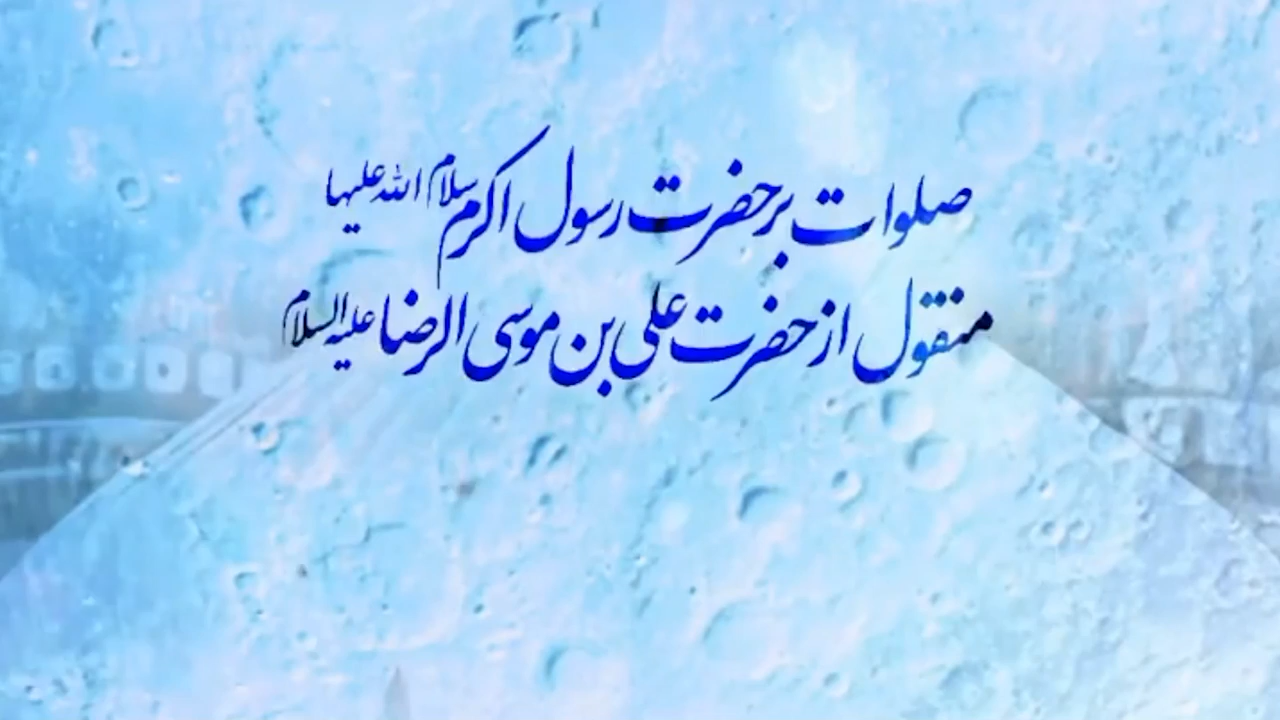 صلوات بر حضرت رسول اکرم سلام الله علیها
منقول از حضرت علی بن موسی الرضا علیه السلام